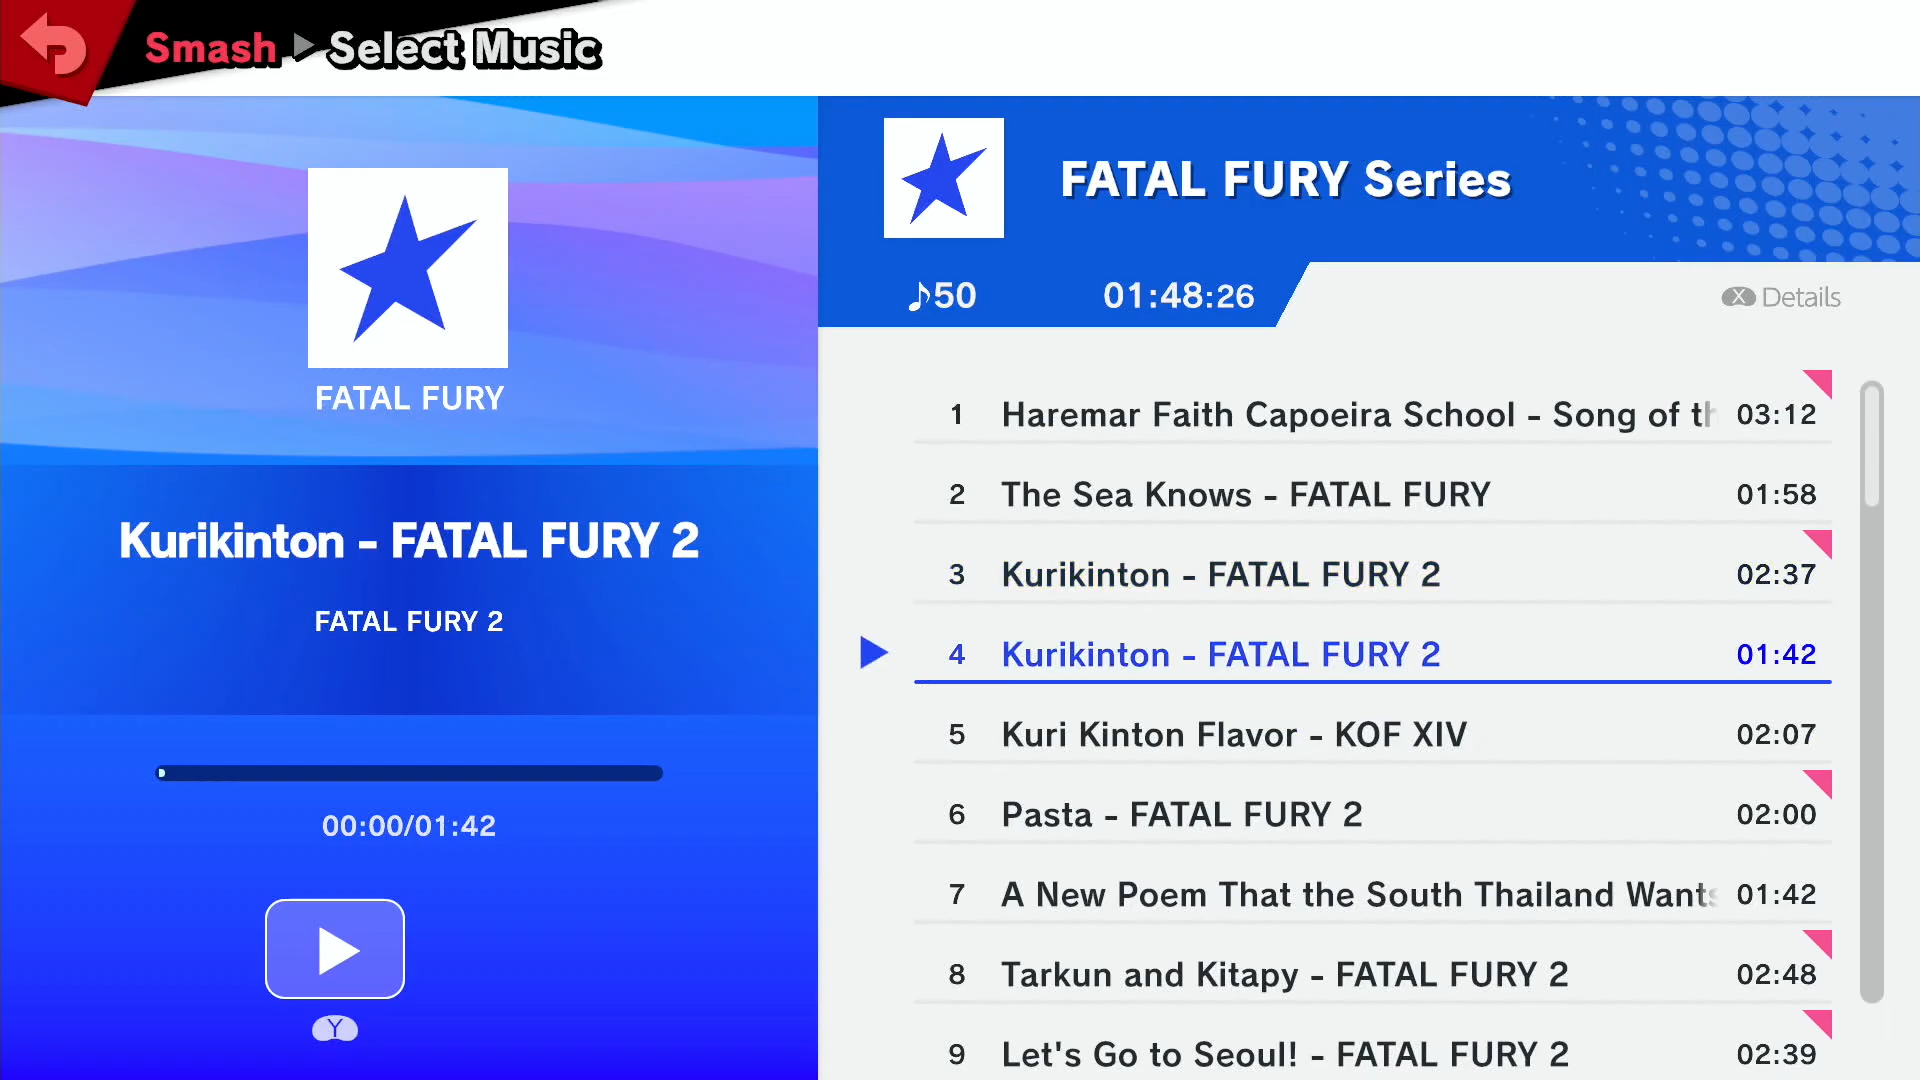 Smash ▶ Select Music
FATAL FURY
Kurikinton - FATAL FURY 2
FATAL FURY 2
00:00/01:42
Y
FATAL FURY Series
♪50 01:48:26
X Details
1 Haremar Faith Capoeira School - Song of th 03:12
2 The Sea Knows - FATAL FURY 01:58
3 Kurikinton - FATAL FURY 2 02:37
4 Kurikinton - FATAL FURY 2 01:42
5 Kuri Kinton Flavor - KOF XIV 02:07
6 Pasta - FATAL FURY 2 02:00
7 A New Poem That the South Thailand Wants 01:42
8 Tarkun and Kitapy - FATAL FURY 2 02:48
9 Let's Go to Seoul! - FATAL FURY 2 02:39